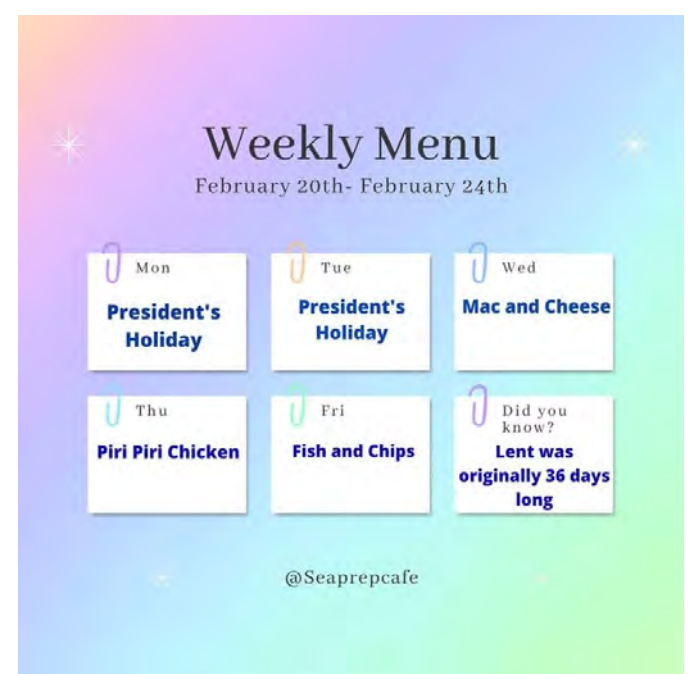 Weekly Menu
February 20th- February 24th
Mon
President's
Holiday
Tue
President's
Holiday
Wed
Mac and Cheese
Thu
Piri Piri Chicken
Fri
Fish and Chips
Did you
know?
Lent was
originally 36 days
long
@Seaprepcafe